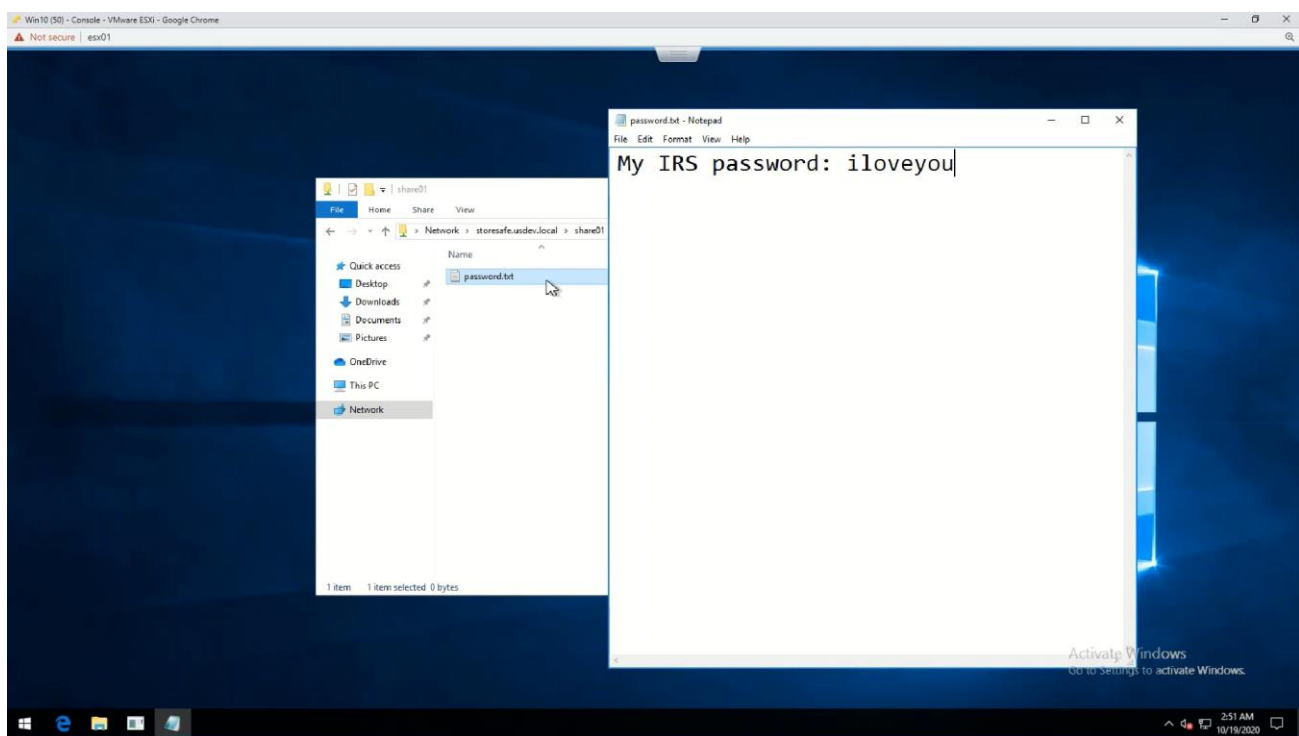 Win10 (50) - Console - VMware ESXi - Google Chrome
Not secure | esx01
password.txt - Notepad
File Edit Format View Help
My IRS password: iloveyou
share01
File Home Share View
Network › storesafe.usdev.local › share01
Name
Quick access
password.txt
Desktop
Downloads
Documents
Pictures
OneDrive
This PC
Network
1 item 1 item selected 0 bytes
Activate Windows
Go to Settings to activate Windows.
2:51 AM
10/19/2020